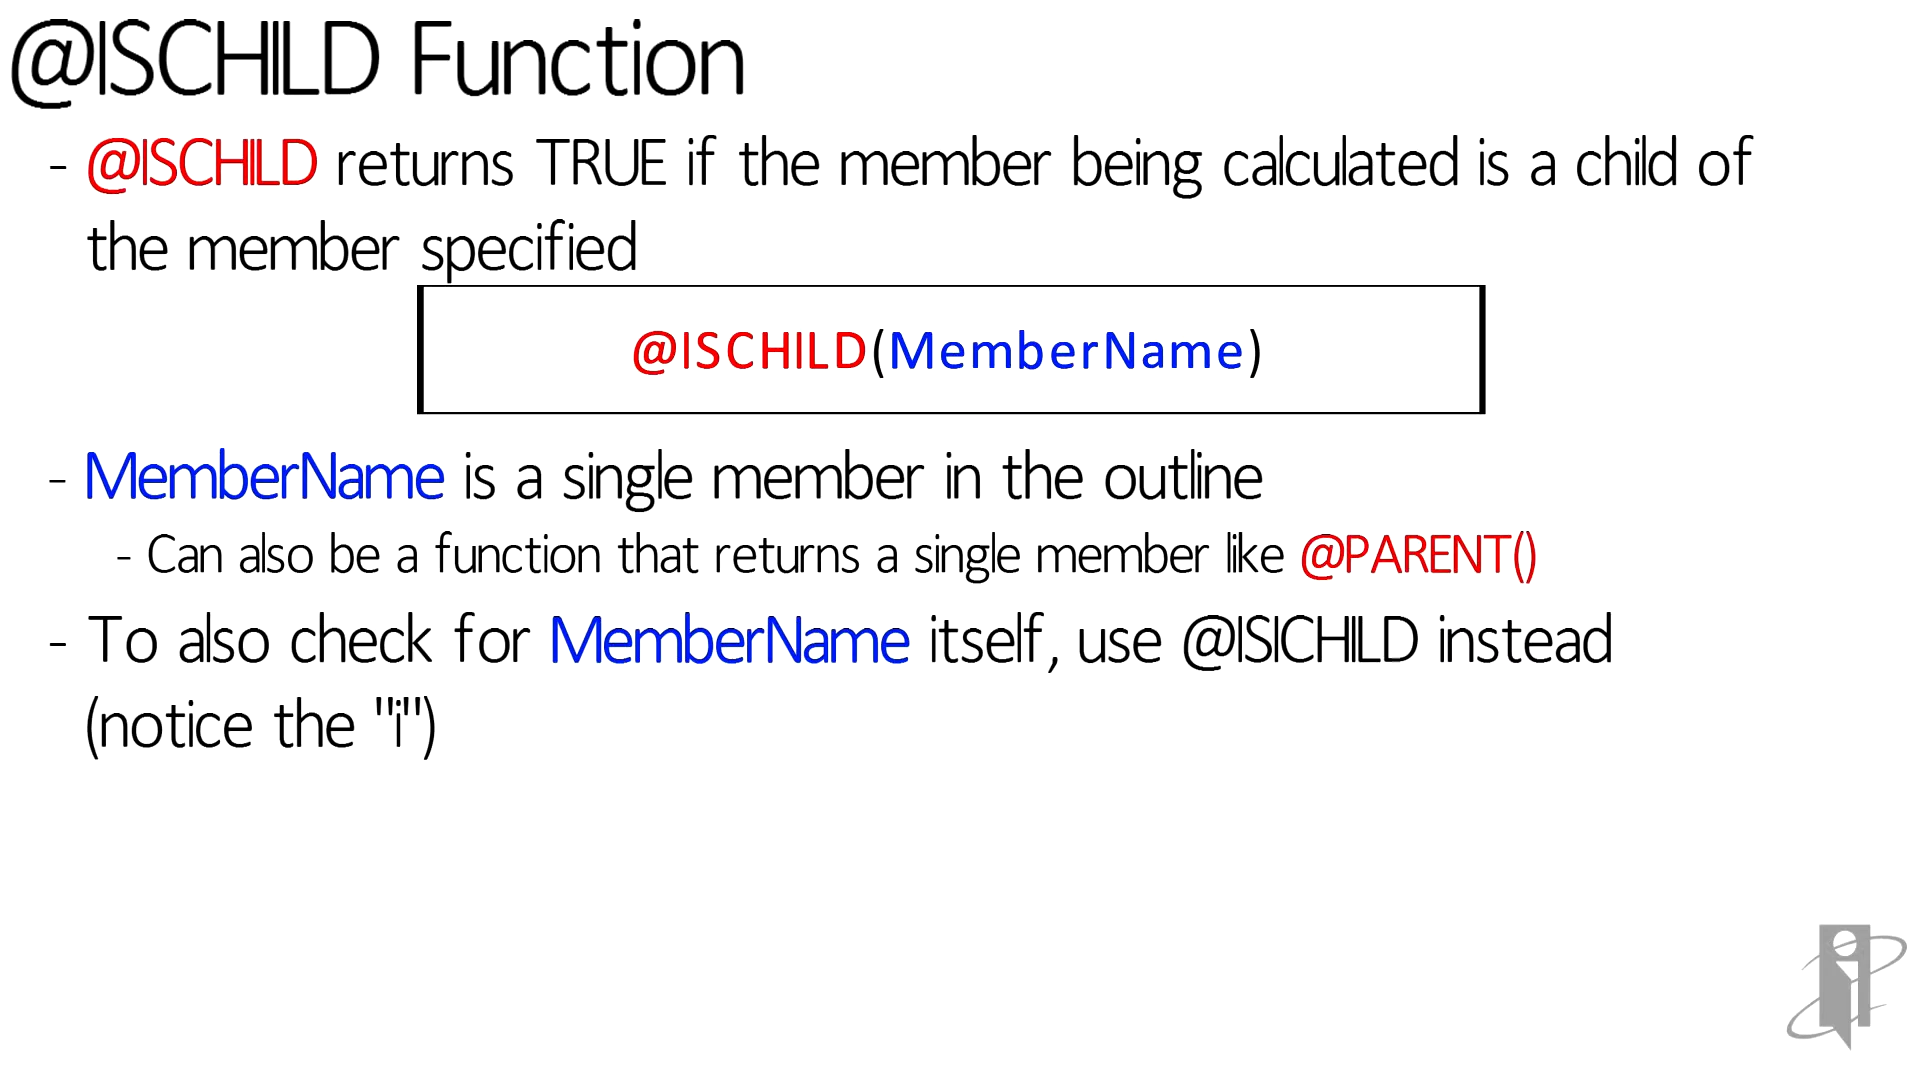 @ISCHILD Function
- @ISCHILD returns TRUE if the member being calculated is a child of
the member specified
@ISCHILD(MemberName)
- MemberName is a single member in the outline
- Can also be a function that returns a single member like @PARENT()
- To also check for MemberName itself, use @ISICHILD instead
(notice the "i")